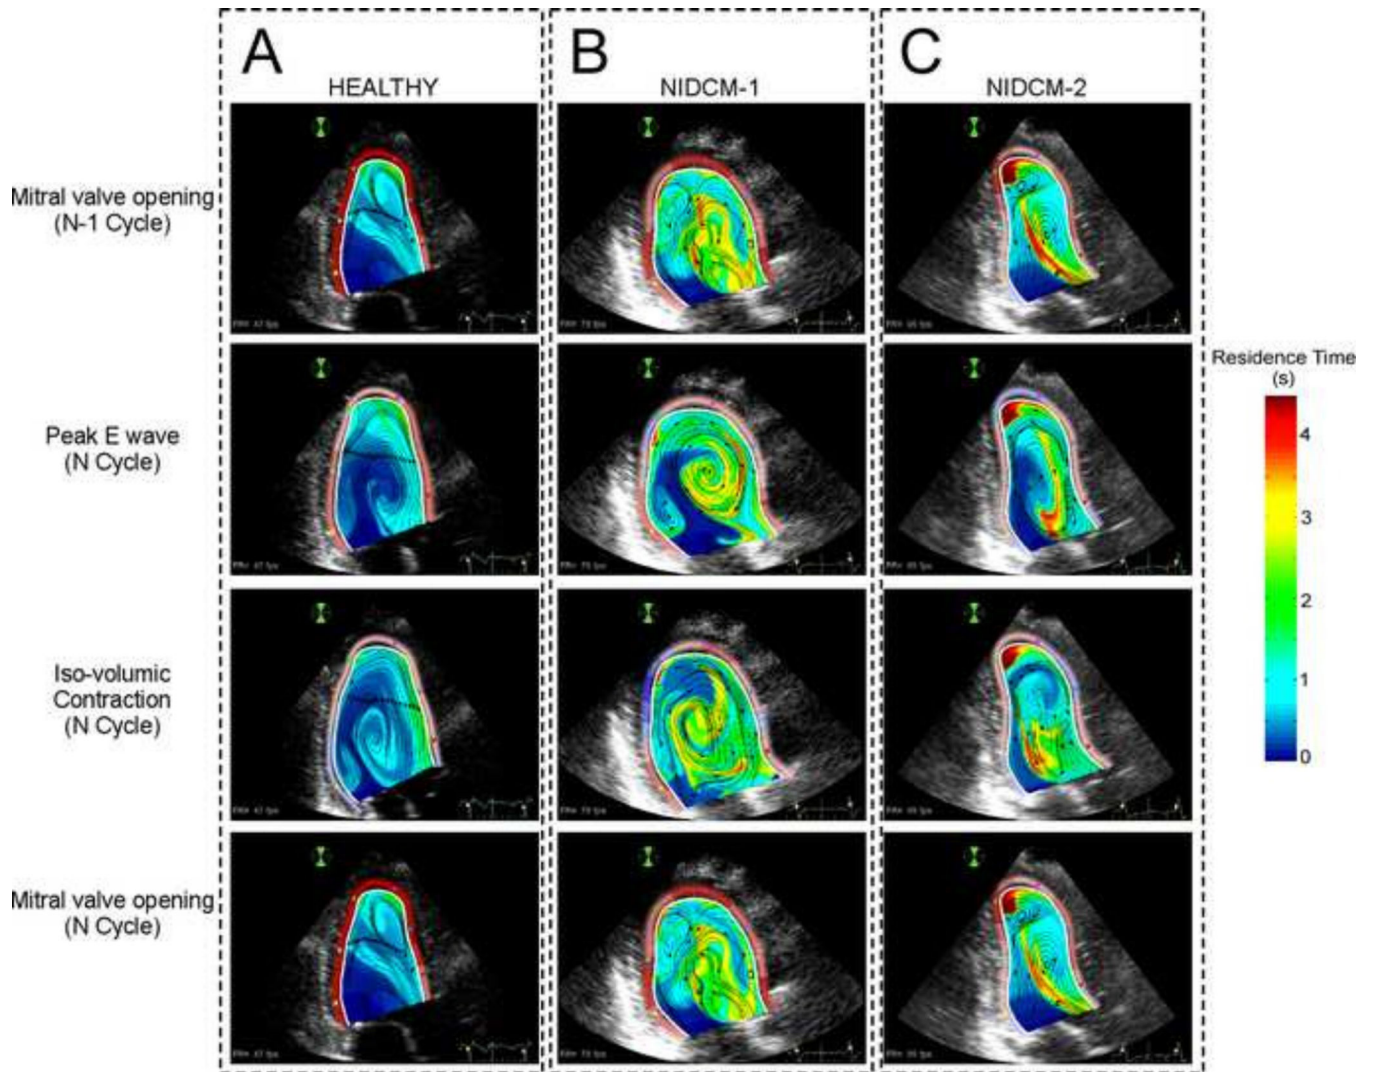 A
B
C
HEALTHY
NIDCM-1
NIDCM-2
Mitral valve opening
(N-1 Cycle)
Peak E wave
(N Cycle)
Iso-volumic
Contraction
(N Cycle)
Mitral valve opening
(N Cycle)
Residence Time
(s)
4
3
2
1
0